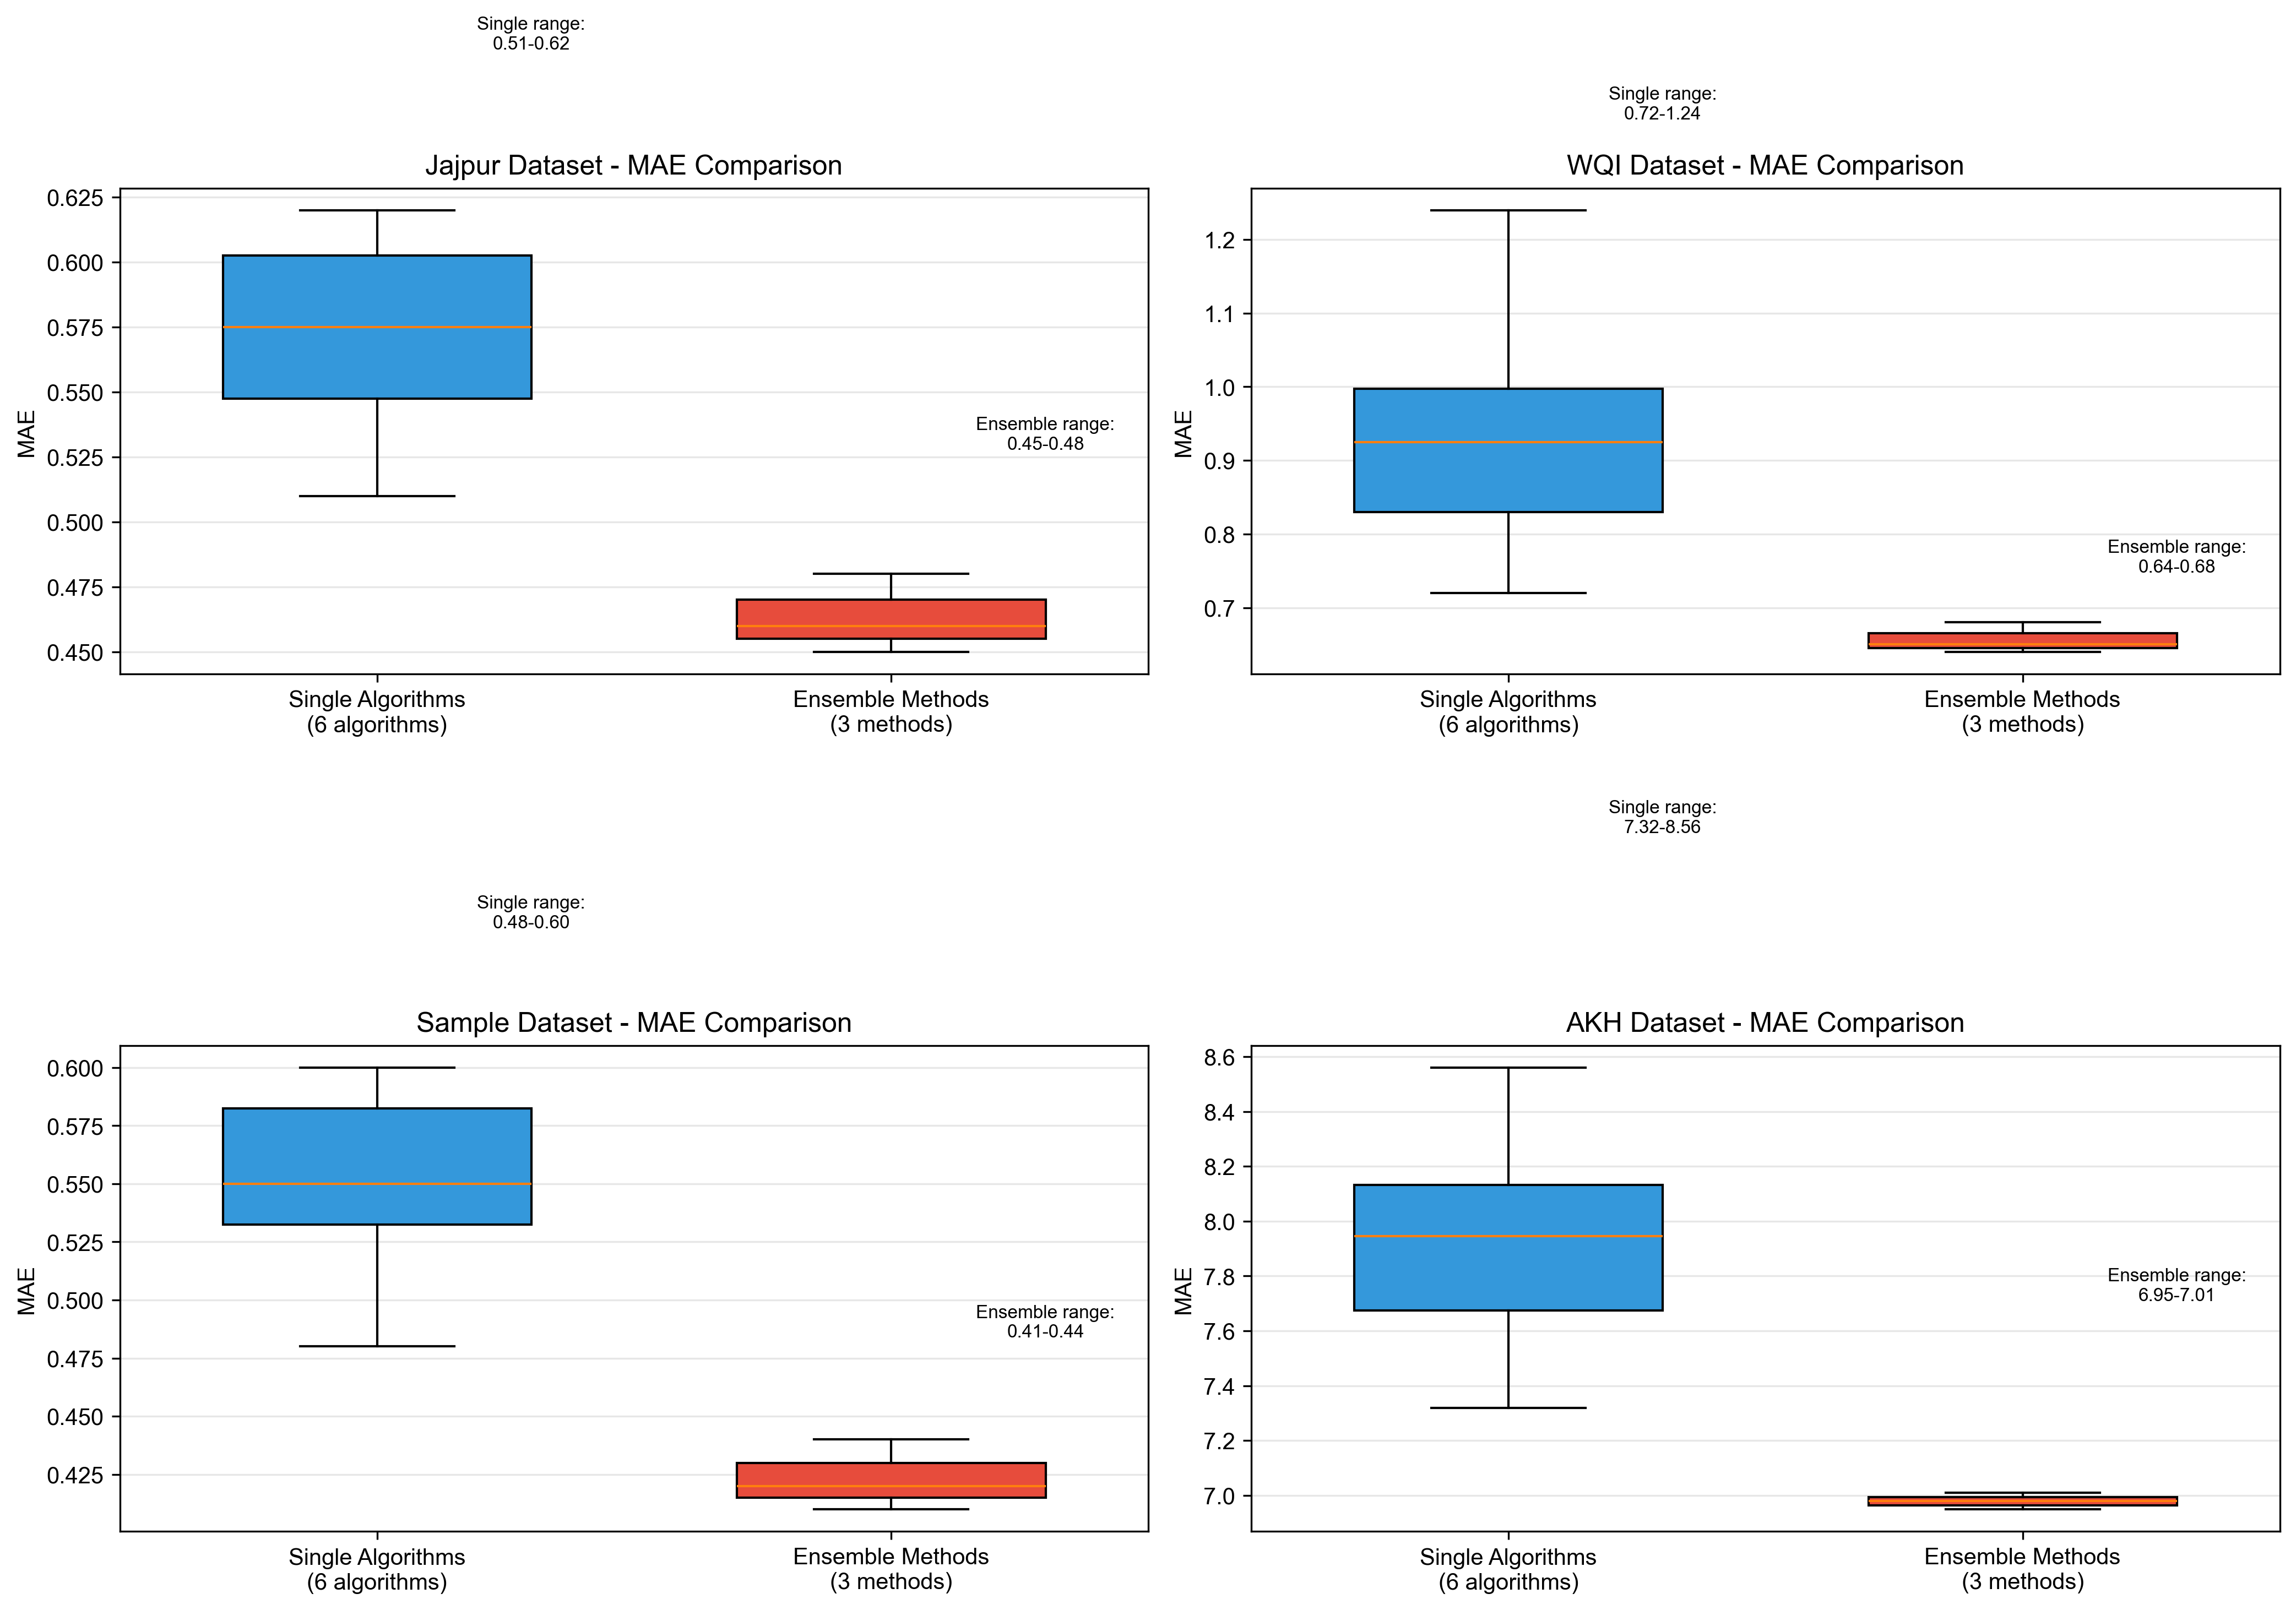 Single range:
0.51-0.62
Jajpur Dataset - MAE Comparison
MAE
0.625
0.600
0.575
0.550
0.525
0.500
0.475
0.450
Ensemble range:
0.45-0.48
Single Algorithms
(6 algorithms)
Ensemble Methods
(3 methods)
Single range:
0.72-1.24
WQI Dataset - MAE Comparison
MAE
1.2
1.1
1.0
0.9
0.8
0.7
Ensemble range:
0.64-0.68
Single Algorithms
(6 algorithms)
Ensemble Methods
(3 methods)
Single range:
0.48-0.60
Sample Dataset - MAE Comparison
MAE
0.600
0.575
0.550
0.525
0.500
0.475
0.450
0.425
Ensemble range:
0.41-0.44
Single Algorithms
(6 algorithms)
Ensemble Methods
(3 methods)
Single range:
7.32-8.56
AKH Dataset - MAE Comparison
MAE
8.6
8.4
8.2
8.0
7.8
7.6
7.4
7.2
7.0
Ensemble range:
6.95-7.01
Single Algorithms
(6 algorithms)
Ensemble Methods
(3 methods)